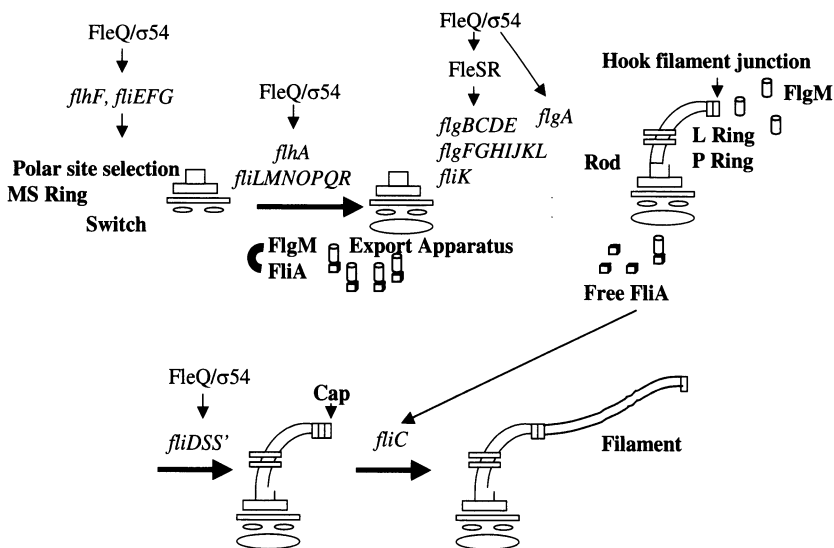 FleQ/σ54
flhF, fliEFG
Polar site selection
MS Ring
Switch
FleQ/σ54
flhA
fliLMNOPQR
FlgM
FliA
Export Apparatus
FleQ/σ54
FleSR
flgA
flgBCDE
flgFGHIJKL
fliK
Hook filament junction
FlgM
L Ring
P Ring
Rod
Free FliA
FleQ/σ54
fliDSS’
Cap
fliC
Filament